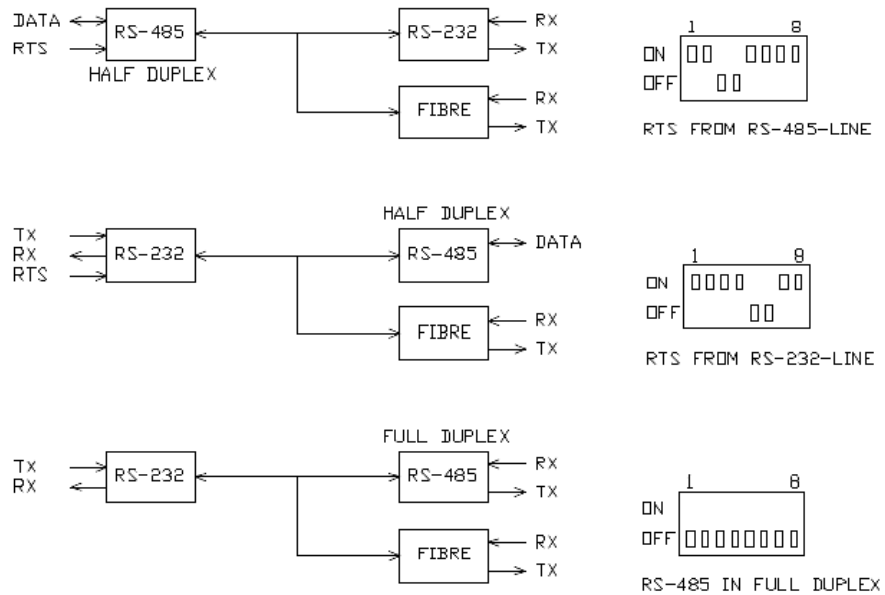 DATA RS-485 RS-232 RX 1 8
RTS TX ON
HALF DUPLEX OFF
FIBRE RX
TX RTS FROM RS-485-LINE
HALF DUPLEX
TX RS-232 RS-485 DATA 1 8
RX ON
RTS OFF
FIBRE RX
TX RTS FROM RS-232-LINE
FULL DUPLEX
TX RS-232 RS-485 RX 1 8
RX TX ON
FIBRE RX OFF
TX RS-485 IN FULL DUPLEX